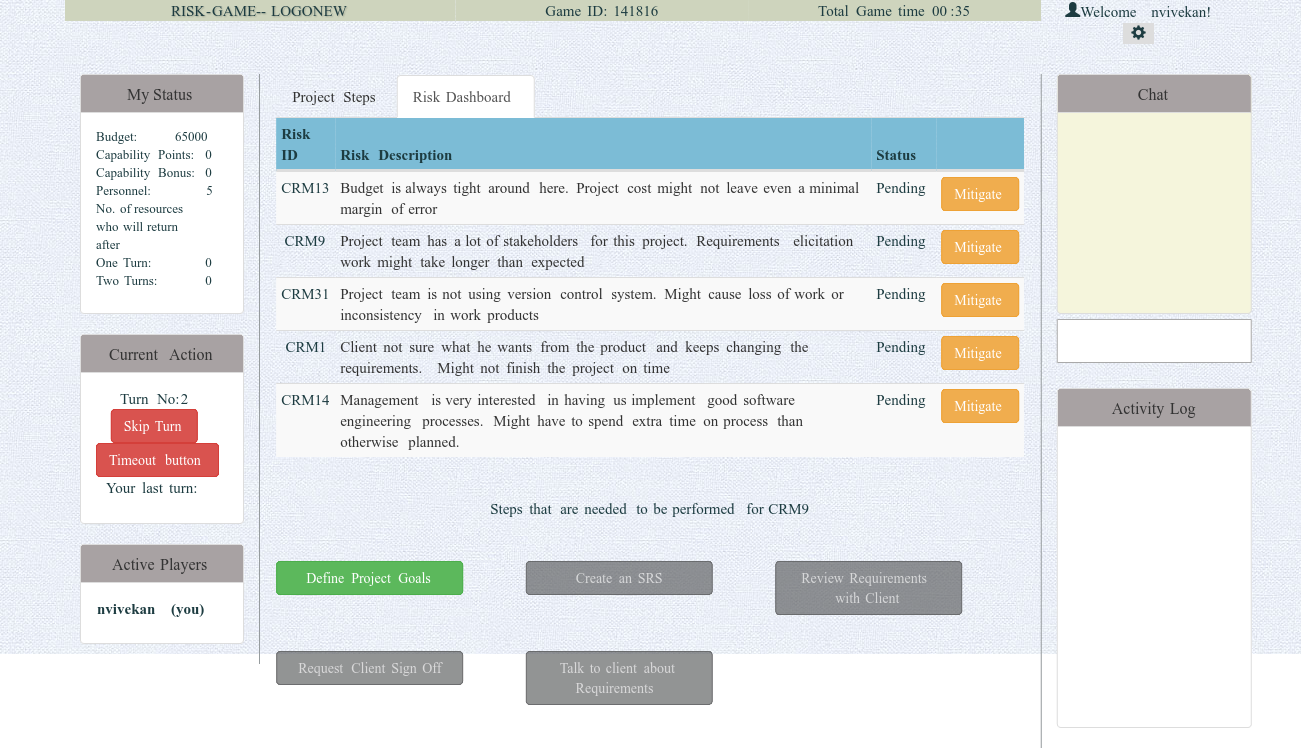 RISK-GAME-- LOGONEW Game ID: 141816 Total Game time 00 :35 Welcome nvivekan!
My Status
Budget: 65000
Capability Points: 0
Capability Bonus: 0
Personnel: 5
No. of resources
who will return
after
One Turn: 0
Two Turns: 0
Current Action
Turn No:2
Skip Turn
Timeout button
Your last turn:
Active Players
nvivekan (you)
Project Steps Risk Dashboard
Risk
ID Risk Description Status
CRM13 Budget is always tight around here. Project cost might not leave even a minimal Pending Mitigate
margin of error
CRM9 Project team has a lot of stakeholders for this project. Requirements elicitation Pending Mitigate
work might take longer than expected
CRM31 Project team is not using version control system. Might cause loss of work or Pending Mitigate
inconsistency in work products
CRM1 Client not sure what he wants from the product and keeps changing the Pending Mitigate
requirements. Might not finish the project on time
CRM14 Management is very interested in having us implement good software Pending Mitigate
engineering processes. Might have to spend extra time on process than
otherwise planned.
Steps that are needed to be performed for CRM9
Define Project Goals Create an SRS Review Requirements
with Client
Request Client Sign Off Talk to client about
Requirements
Chat
Activity Log